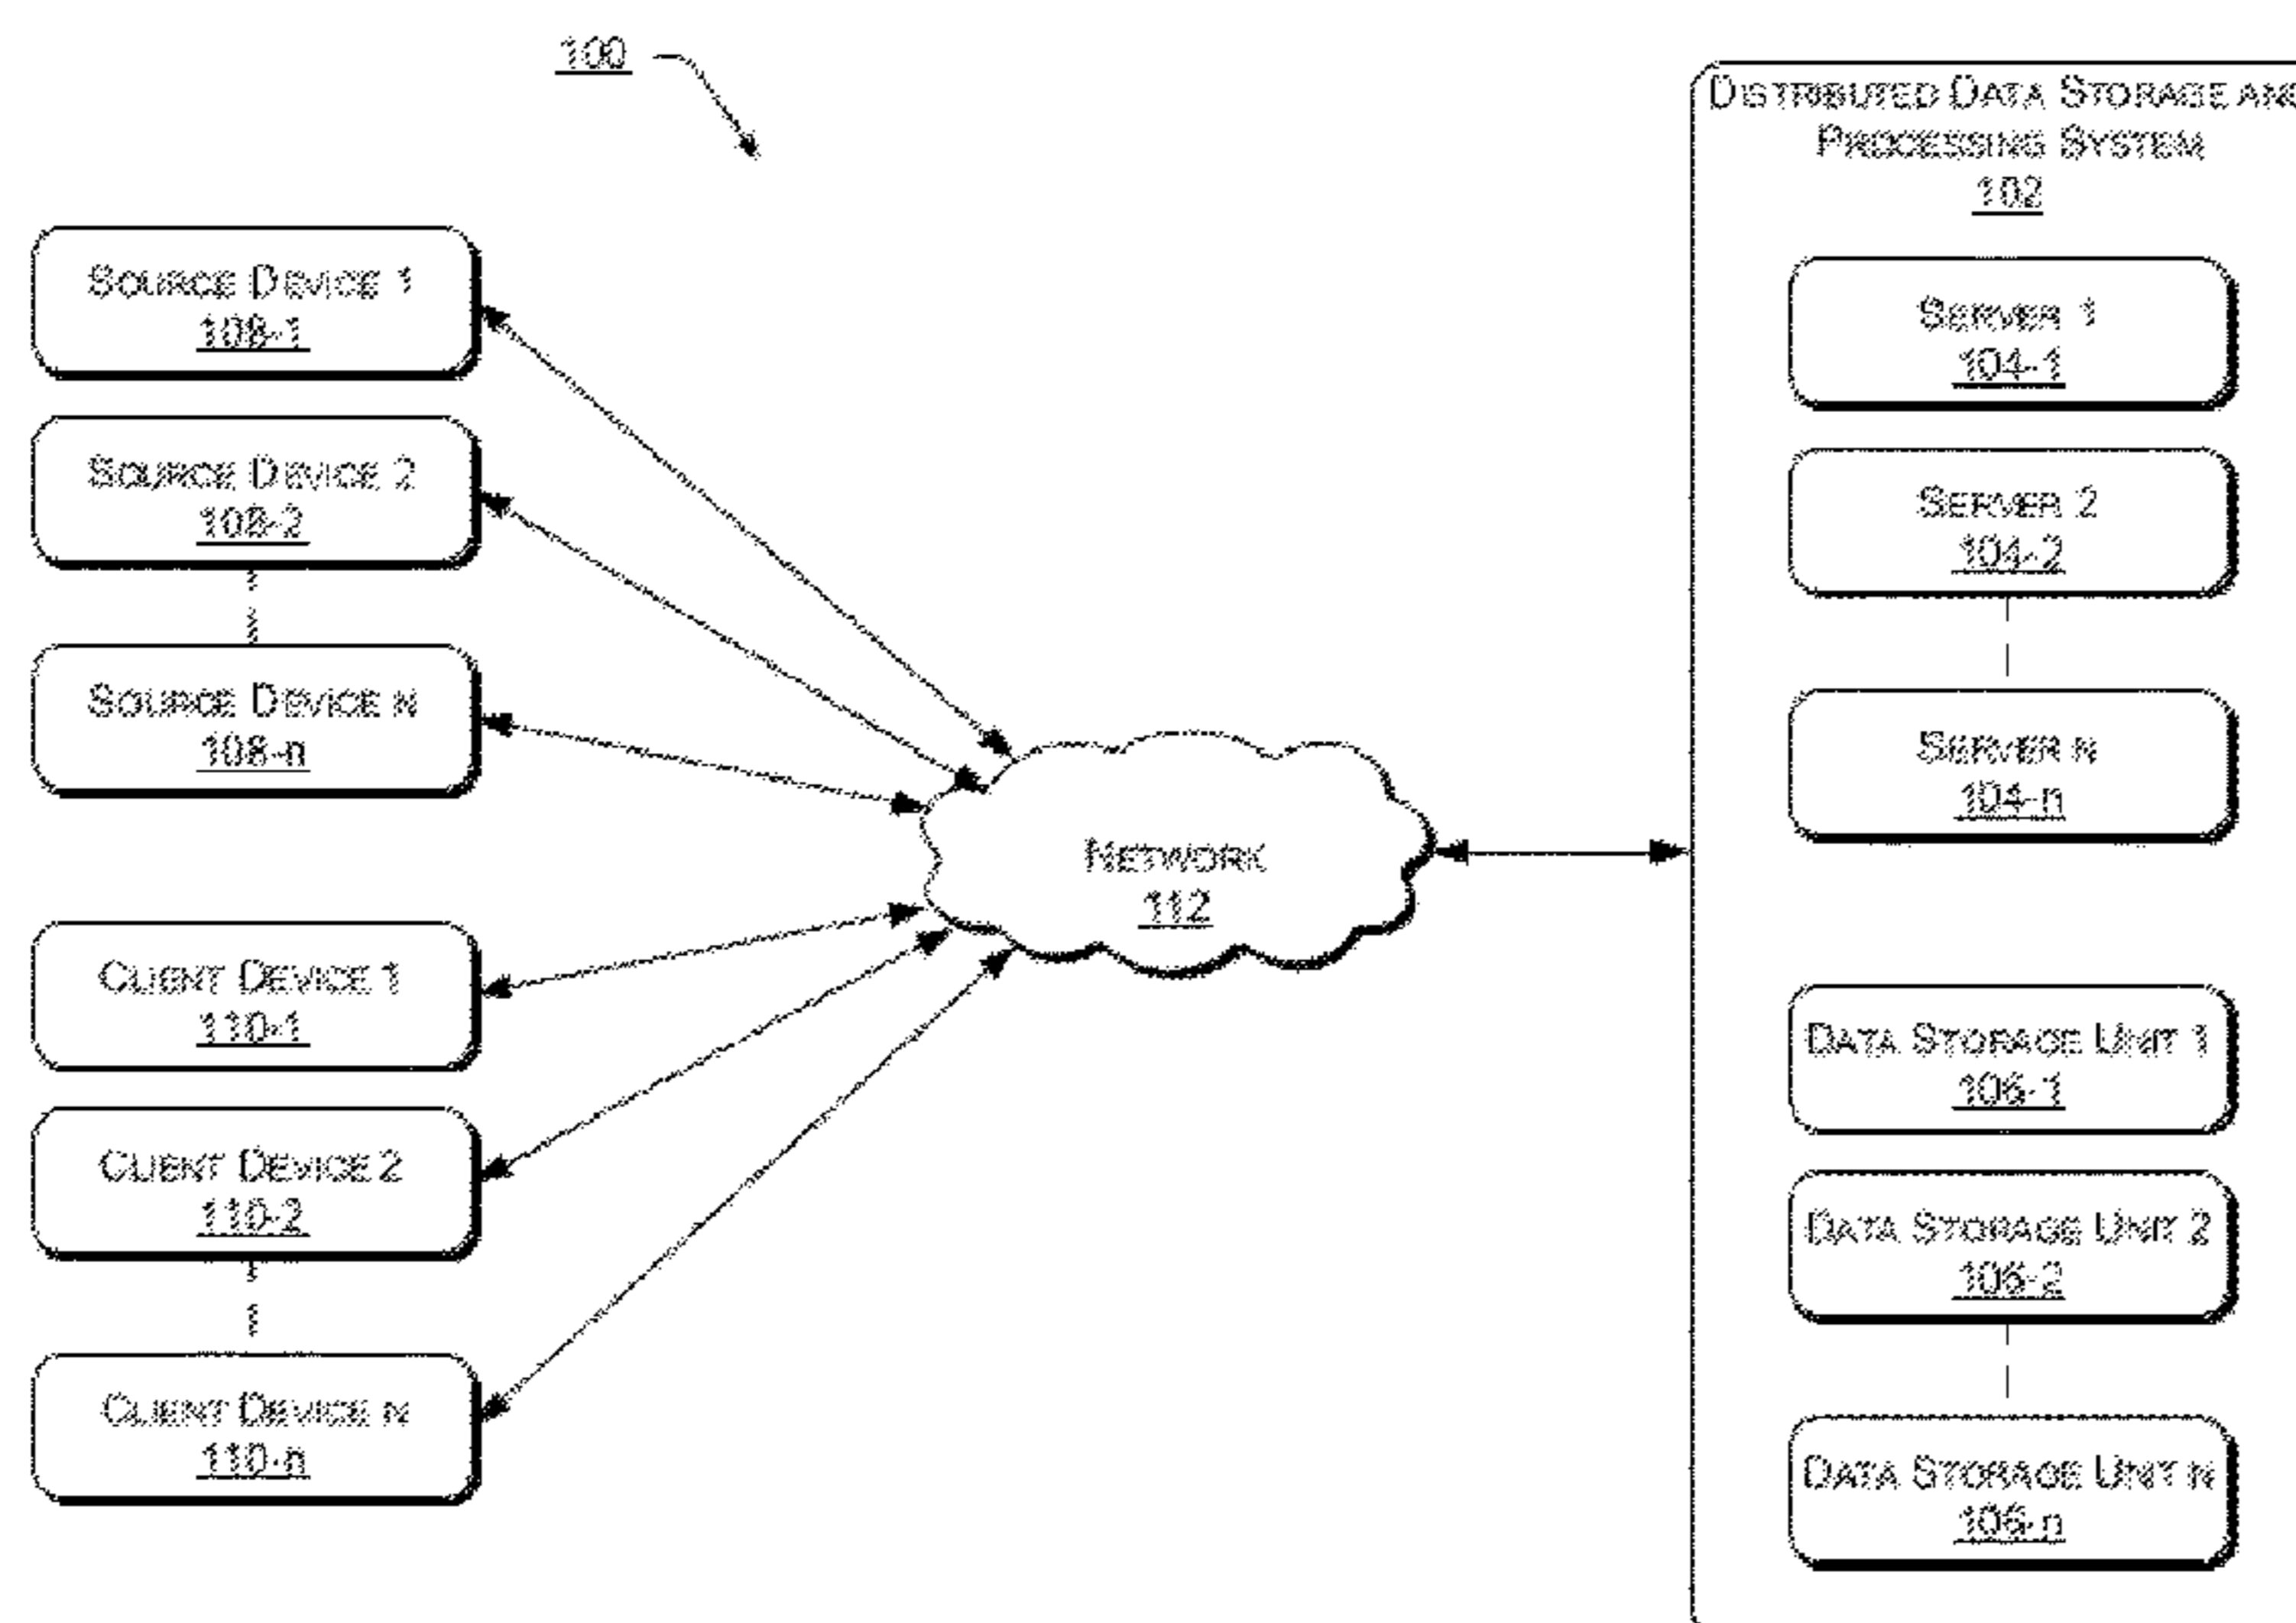 100
DISTRIBUTED DATA STORAGE AND
PROCESSING SYSTEM
102
SOURCE DEVICE 1
108-1
SOURCE DEVICE 2
108-2
SOURCE DEVICE N
108-n
CLIENT DEVICE 1
110-1
CLIENT DEVICE 2
110-2
CLIENT DEVICE N
110-n
NETWORK
112
SERVER 1
104-1
SERVER 2
104-2
SERVER N
104-n
DATA STORAGE UNIT 1
106-1
DATA STORAGE UNIT 2
106-2
DATA STORAGE UNIT N
106-n